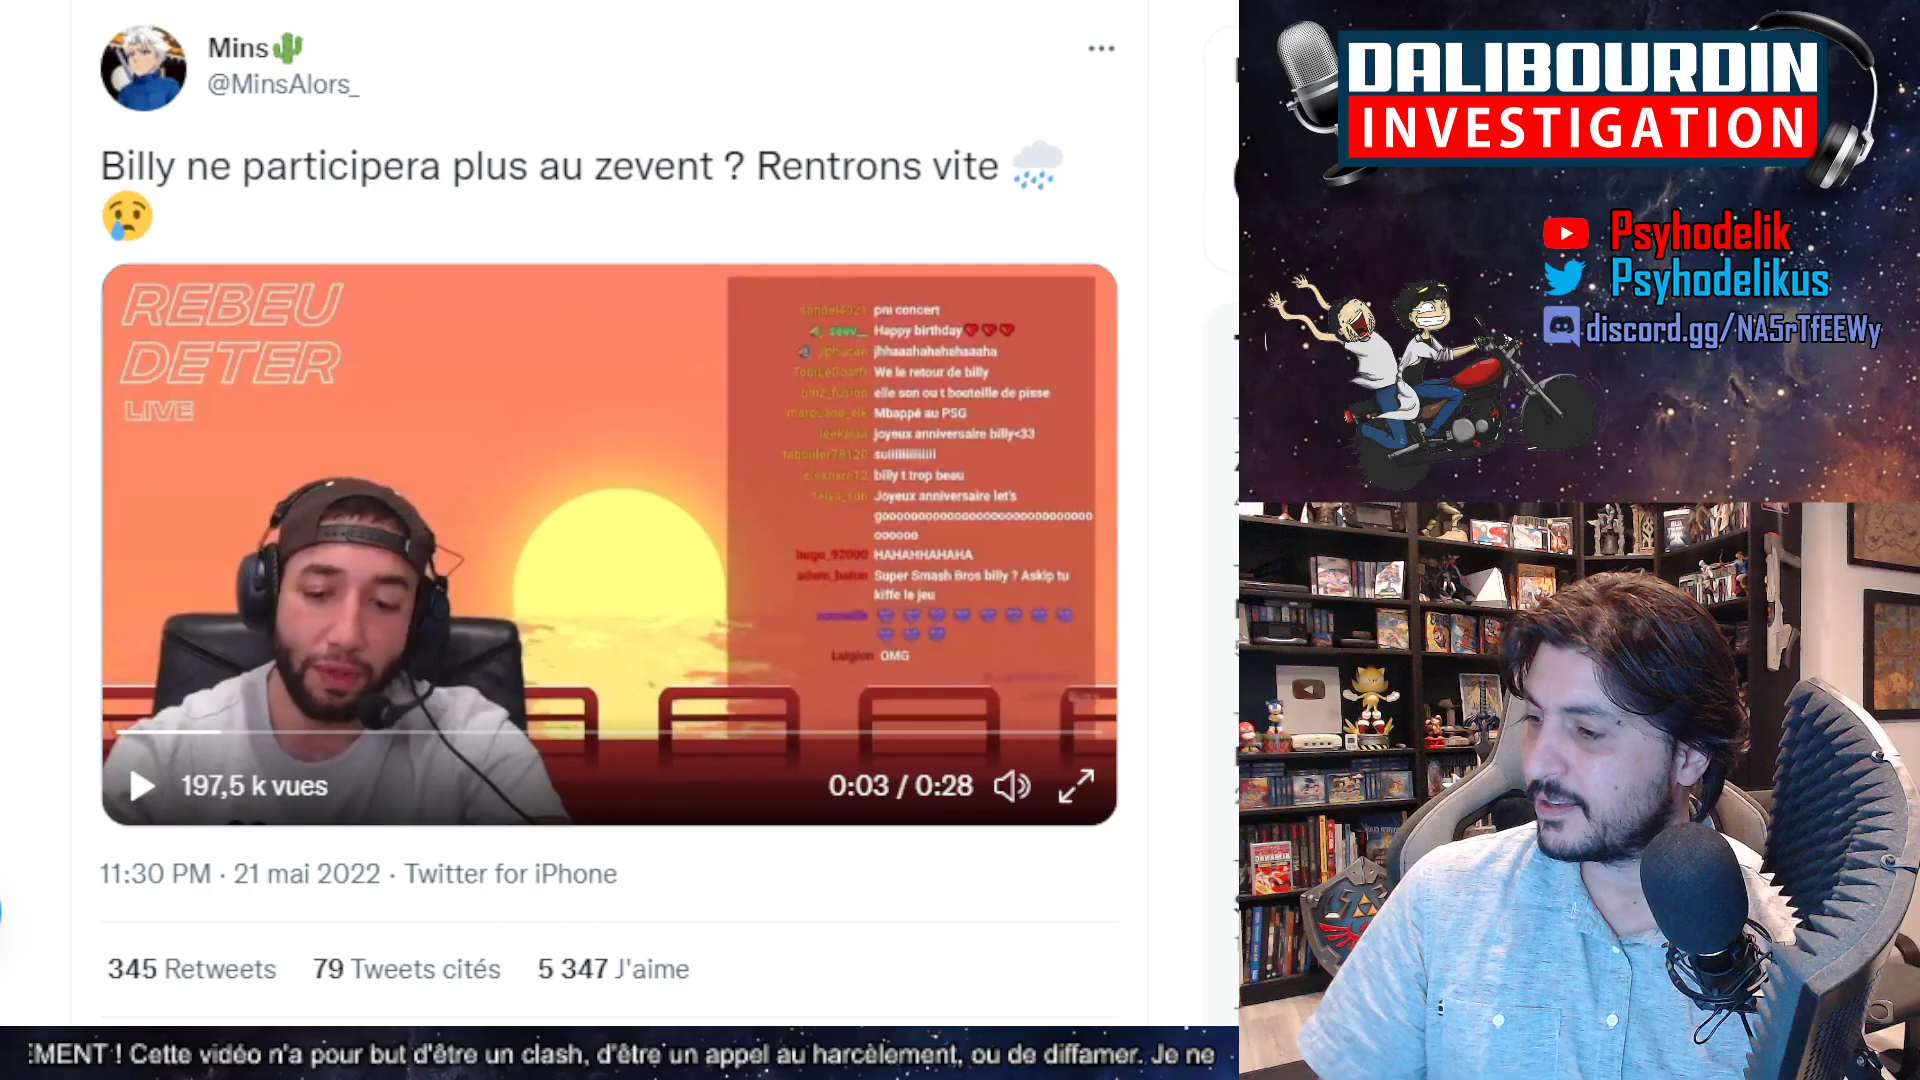 Mins🌵
@MinsAlors_
Billy ne participera plus au zevent ? Rentrons vite 🌧️
😢
REBEU
DETER
LIVE
pni concert
seev__ Happy birthday❤❤❤
jhhaaahahahahsaaha
We le retour de billy
elle son ou t bouteille de pisse
Mbappé au PSG
joyeux anniversaire billy<33
billy t trop beau
Joyeux anniversaire let's
oooooo
hugo_92000 HAHAHHAHAHA
Super Smash Bros billy ? Askip tu
kiffe le jeu
OMG
197,5 k vues
0:03 / 0:28
11:30 PM · 21 mai 2022 · Twitter for iPhone
345 Retweets 79 Tweets cités 5 347 J'aime
EMENT ! Cette vidéo n'a pour but d'être un clash, d'être un appel au harcèlement, ou de diffamer. Je ne
DALIBOURDIN
INVESTIGATION
Psyhodelik
Psyhodelikus
discord.gg/NA5rTfEEWy